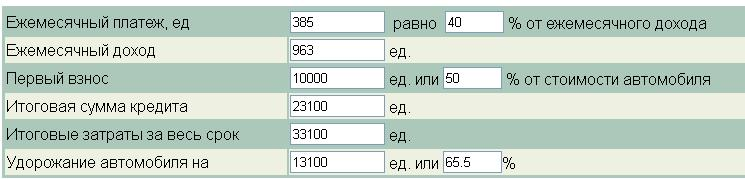 Ежемесячный платеж, ед 385 равно 40 % от ежемесячного дохода
Ежемесячный доход 963 ед.
Первый взнос 10000 ед. или 50 % от стоимости автомобиля
Итоговая сумма кредита 23100 ед.
Итоговые затраты за весь срок 33100 ед.
Удорожание автомобиля на 13100 ед. или 65.5 %